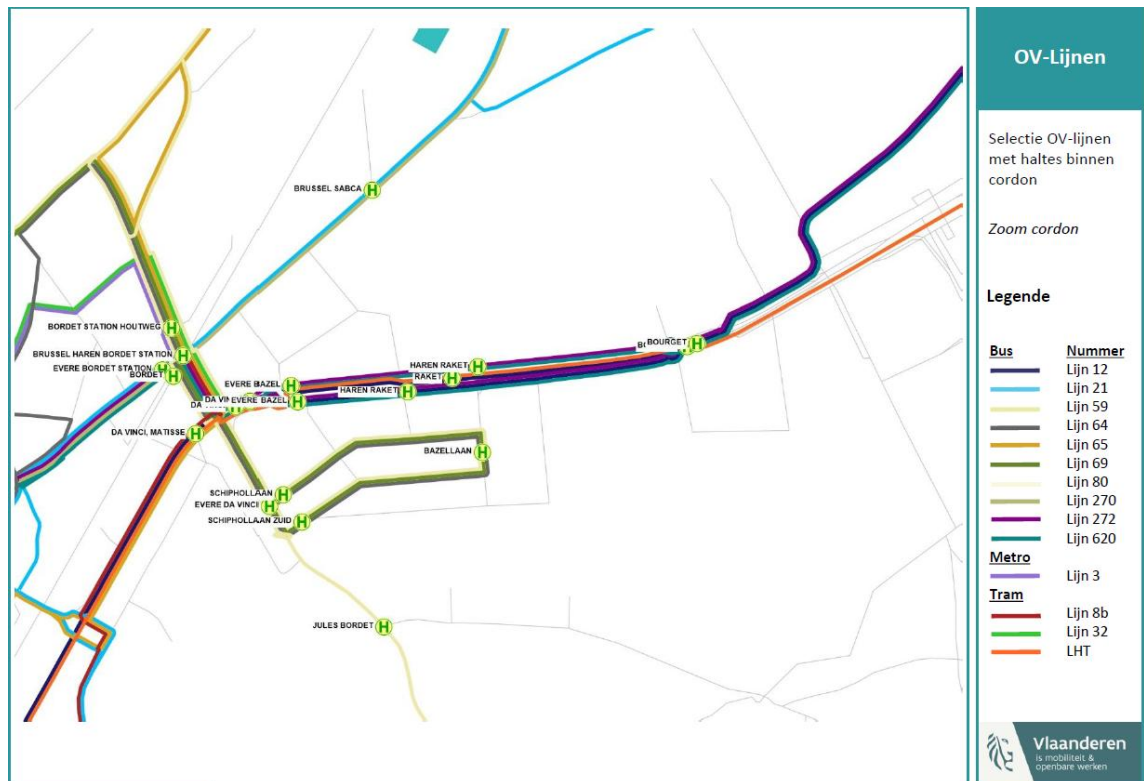 BRUSSEL SABCA
BORDET STATION HOUTWEG
BRUSSEL HAREN BORDET STATION
EVERE BORDET STATION
BORDET
BOURGET
HAREN RAKET
RAKET
HAREN RAKET
EVERE BAZEL
EVERE BAZEL
DA VINCI, MATISSE
BAZELLAAN
SCHIPHOLLAAN
EVERE DA VINCI
SCHIPHOLLAAN ZUID
JULES BORDET
OV-Lijnen
Selectie OV-lijnen
met haltes binnen
cordon
Zoom cordon
Legende
Bus Nummer
Lijn 12
Lijn 21
Lijn 59
Lijn 64
Lijn 65
Lijn 69
Lijn 80
Lijn 270
Lijn 272
Lijn 620
Metro
Lijn 3
Tram
Lijn 8b
Lijn 32
LHT
Vlaanderen
is mobiliteit &
openbare werken